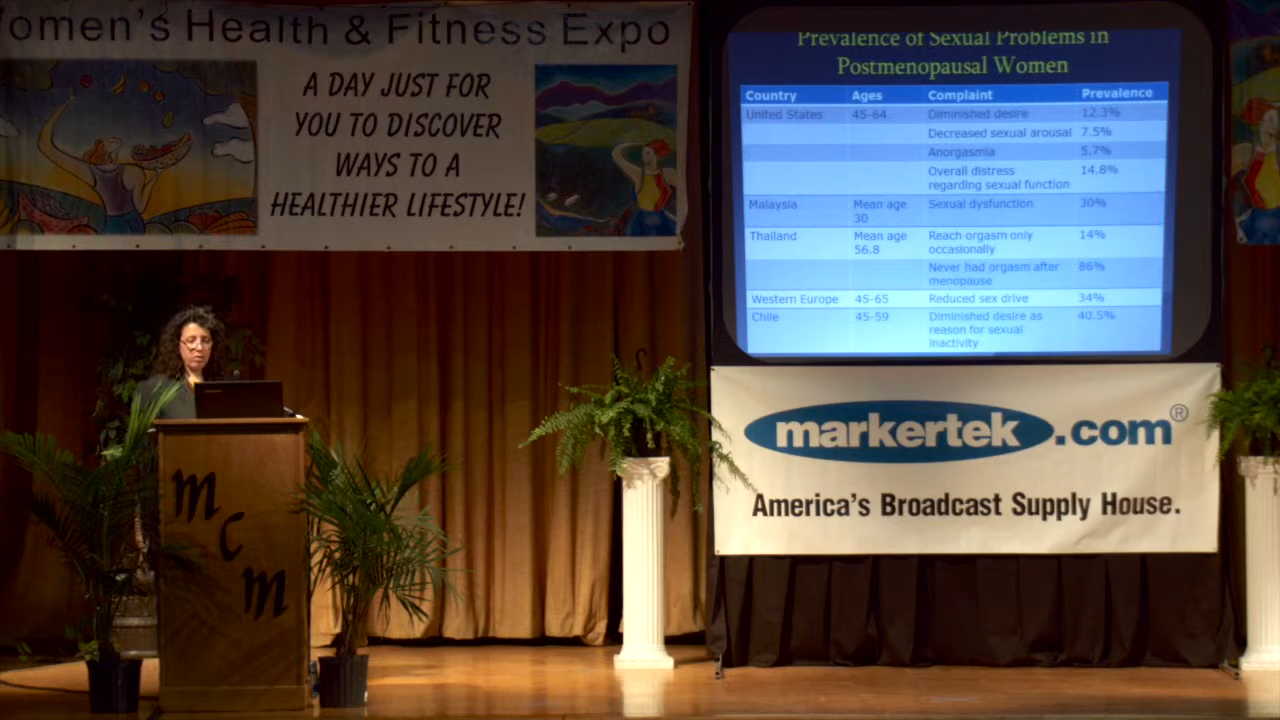 omen's Health & Fitness Expo
A DAY JUST FOR
YOU TO DISCOVER
WAYS TO A
HEALTHIER LIFESTYLE!
Prevalence of Sexual Problems in
Postmenopausal Women
Country Ages Complaint Prevalence
United States 45-64 Diminished desire 12.3%
Decreased sexual arousal 7.5%
Anorgasmia 5.7%
Overall distress 14.8%
regarding sexual function
Malaysia Mean age Sexual dysfunction 30%
30
Thailand Mean age Reach orgasm only 14%
56.8 occasionally
Never had orgasm after 86%
menopause
Western Europe 45-65 Reduced sex drive 34%
Chile 45-59 Diminished desire as 40.5%
reason for sexual
inactivity
markertek.com®
America's Broadcast Supply House.
m
c
m